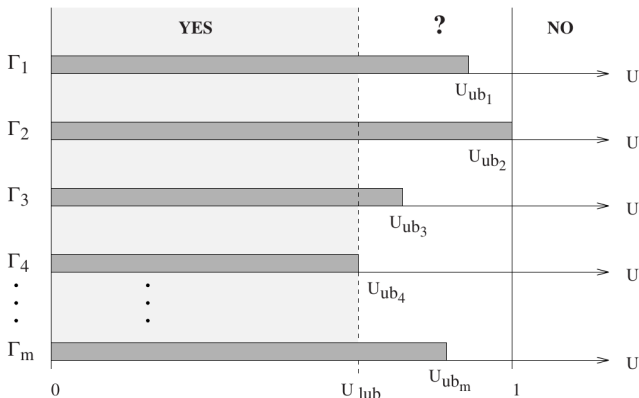 YES ? NO
Γ1 U
Uub1
Γ2 U
Uub2
Γ3 U
Uub3
Γ4 U
Uub4
Γm U
Uubm
0 Ulub 1